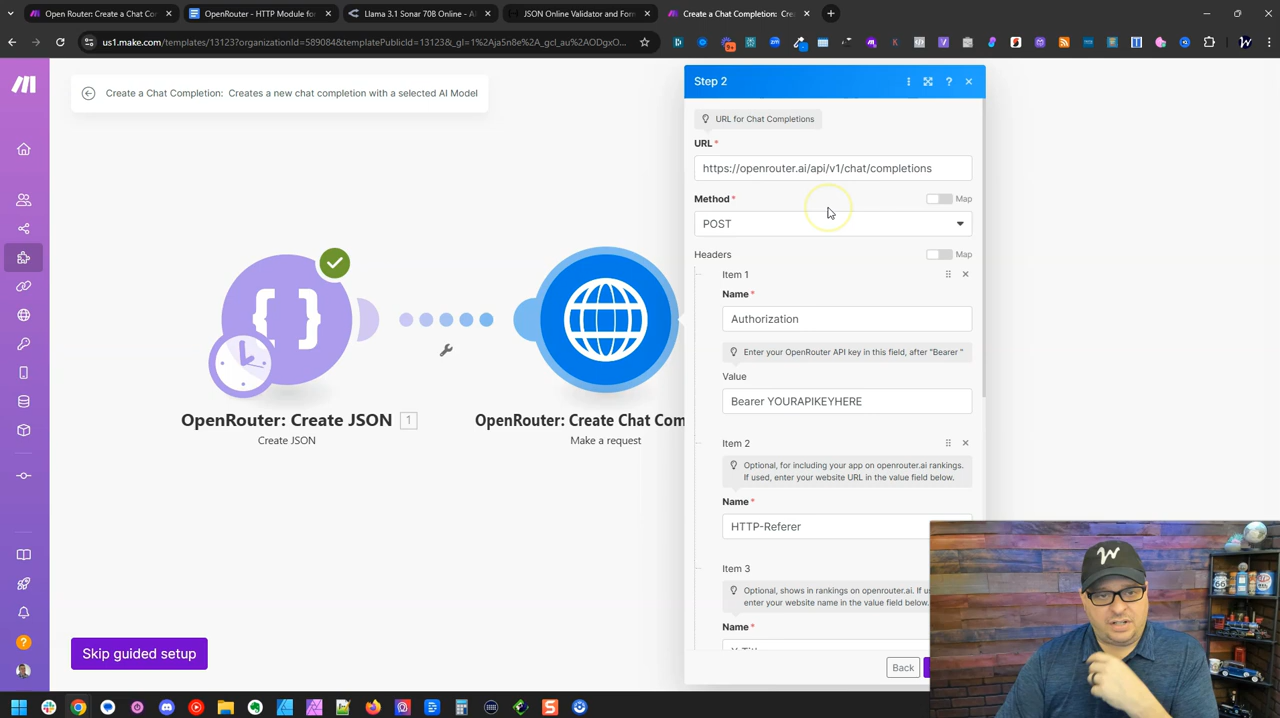 Open Router: Create a Chat Com
OpenRouter - HTTP Module for
Llama 3.1 Sonar 70B Online - A
JSON Online Validator and For
Create a Chat Completion: Cre
us1.make.com/templates/13123?organizationId=589084&templatePublicId=13123&_gl=1%2Aja5n8e%2A_gcl_au%2AODgxO...
Create a Chat Completion: Creates a new chat completion with a selected AI Model
Step 2
URL for Chat Completions
URL*
https://openrouter.ai/api/v1/chat/completions
Method*
Map
POST
Headers
Map
Item 1
Name*
Authorization
Enter your OpenRouter API key in this field, after "Bearer "
Value
Bearer YOURAPIKEYHERE
Item 2
Optional, for including your app on openrouter.ai rankings.
If used, enter your website URL in the value field below.
Name*
HTTP-Referer
Item 3
Optional, shows in rankings on openrouter.ai. If us
enter your website name in the value field below.
Name*
X-Title
Back
OpenRouter: Create JSON 1
Create JSON
OpenRouter: Create Chat Com
Make a request
Skip guided setup
66